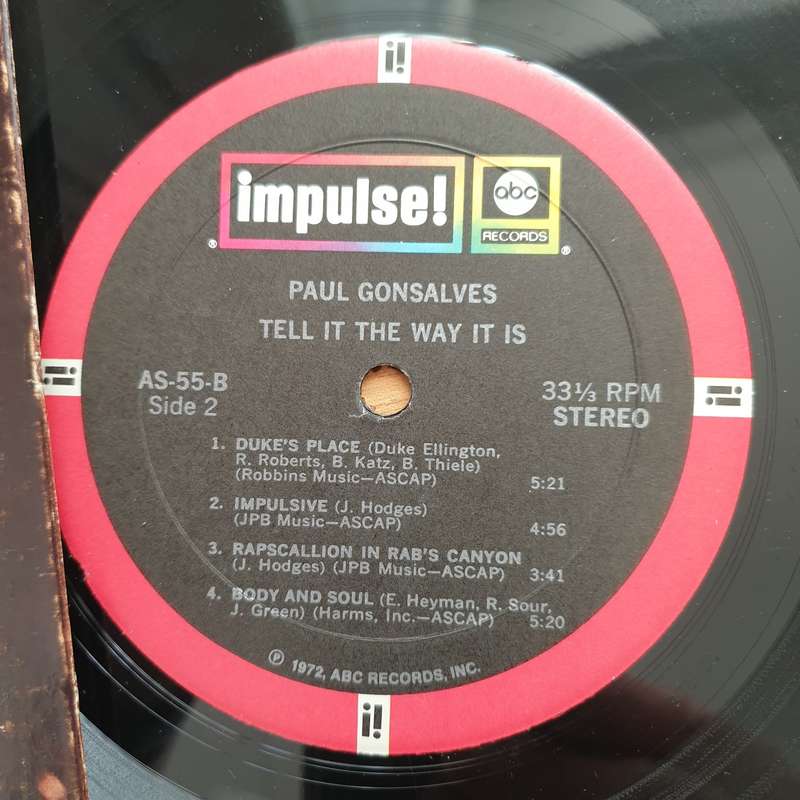 i!
impulse!
abc
RECORDS
®
®
PAUL GONSALVES
TELL IT THE WAY IT IS
AS-55-B
Side 2
33⅓ RPM
STEREO
i!
i!
1. DUKE'S PLACE (Duke Ellington,
R. Roberts, B. Katz, B. Thiele)
(Robbins Music—ASCAP) 5:21
2. IMPULSIVE (J. Hodges)
(JPB Music—ASCAP) 4:56
3. RAPSCALLION IN RAB'S CANYON
(J. Hodges) (JPB Music—ASCAP) 3:41
4. BODY AND SOUL (E. Heyman, R. Sour,
J. Green) (Harms, Inc.—ASCAP) 5:20
℗ 1972, ABC RECORDS, INC.
i!